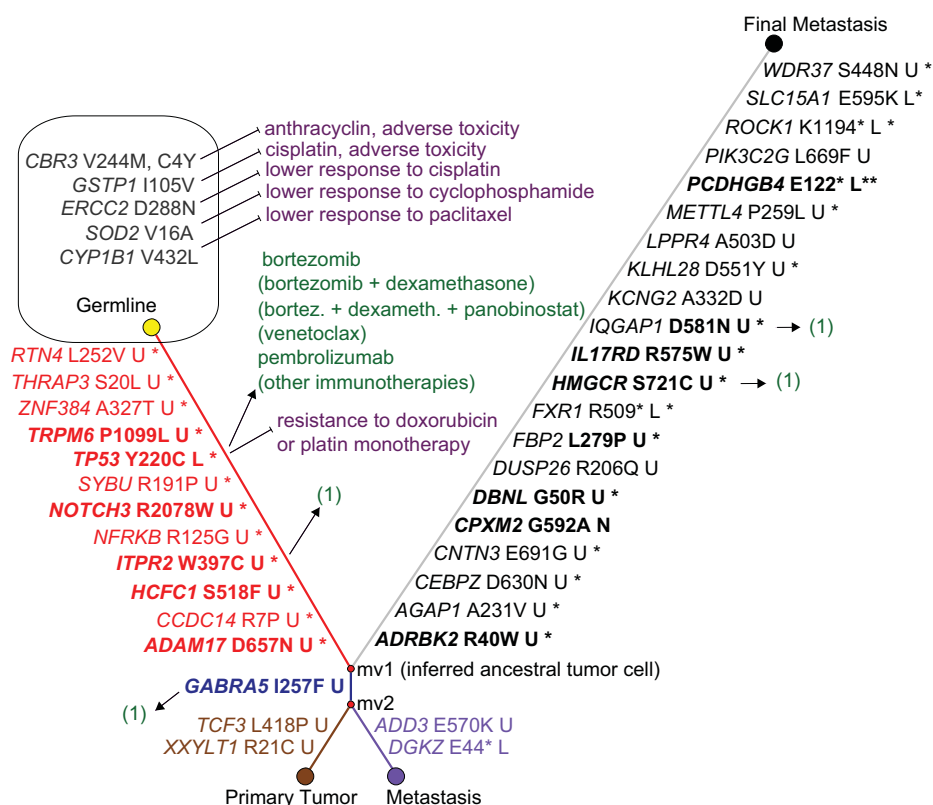 Final Metastasis
WDR37 S448N U *
SLC15A1 E595K L*
ROCK1 K1194* L *
PIK3C2G L669F U
PCDHGB4 E122* L**
METTL4 P259L U *
LPPR4 A503D U
KLHL28 D551Y U *
KCNG2 A332D U
IQGAP1 D581N U * (1)
IL17RD R575W U *
HMGCR S721C U * (1)
FXR1 R509* L *
FBP2 L279P U *
DUSP26 R206Q U
DBNL G50R U *
CPXM2 G592A N
CNTN3 E691G U *
CEBPZ D630N U *
AGAP1 A231V U *
ADRBK2 R40W U *
anthracyclin, adverse toxicity
cisplatin, adverse toxicity
lower response to cisplatin
lower response to cyclophosphamide
lower response to paclitaxel
CBR3 V244M, C4Y
GSTP1 I105V
ERCC2 D288N
SOD2 V16A
CYP1B1 V432L
Germline
bortezomib
(bortezomib + dexamethasone)
(bortez. + dexameth. + panobinostat)
(venetoclax)
pembrolizumab
(other immunotherapies)
resistance to doxorubicin
or platin monotherapy
RTN4 L252V U *
THRAP3 S20L U *
ZNF384 A327T U *
TRPM6 P1099L U *
TP53 Y220C L *
SYBU R191P U *
NOTCH3 R2078W U *
(1)
NFRKB R125G U *
ITPR2 W397C U *
HCFC1 S518F U *
CCDC14 R7P U *
ADAM17 D657N U *
mv1 (inferred ancestral tumor cell)
GABRA5 I257F U
(1)
mv2
TCF3 L418P U
XXYLT1 R21C U
ADD3 E570K U
DGKZ E44* L
Primary Tumor
Metastasis